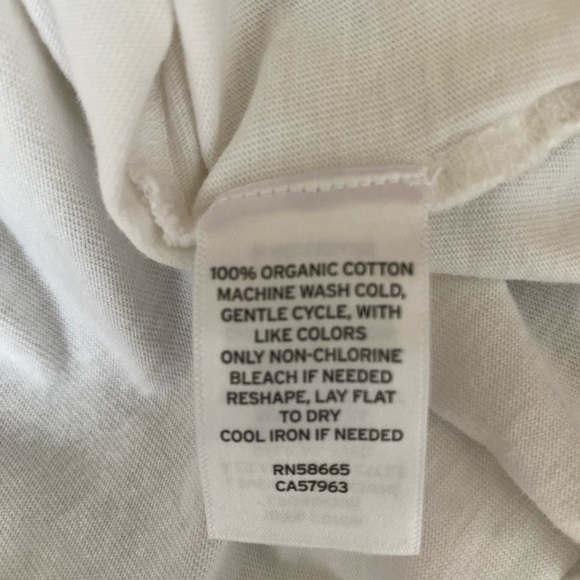 100% ORGANIC COTTON
MACHINE WASH COLD,
GENTLE CYCLE, WITH
LIKE COLORS
ONLY NON-CHLORINE
BLEACH IF NEEDED
RESHAPE, LAY FLAT
TO DRY
COOL IRON IF NEEDED
RN58665
CA57963